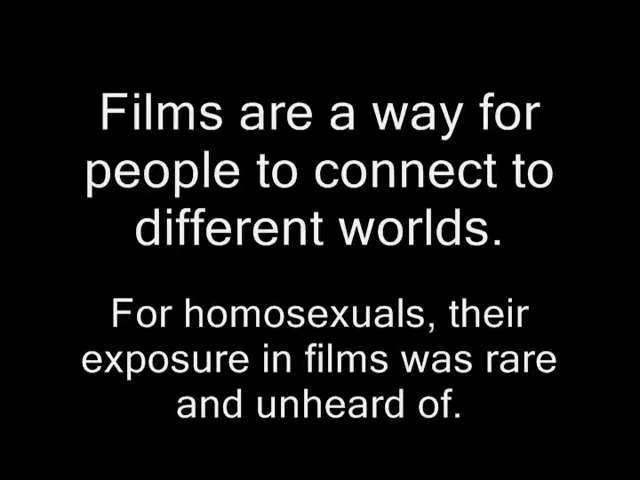 Films are a way for
people to connect to
different worlds.
For homosexuals, their
exposure in films was rare
and unheard of.